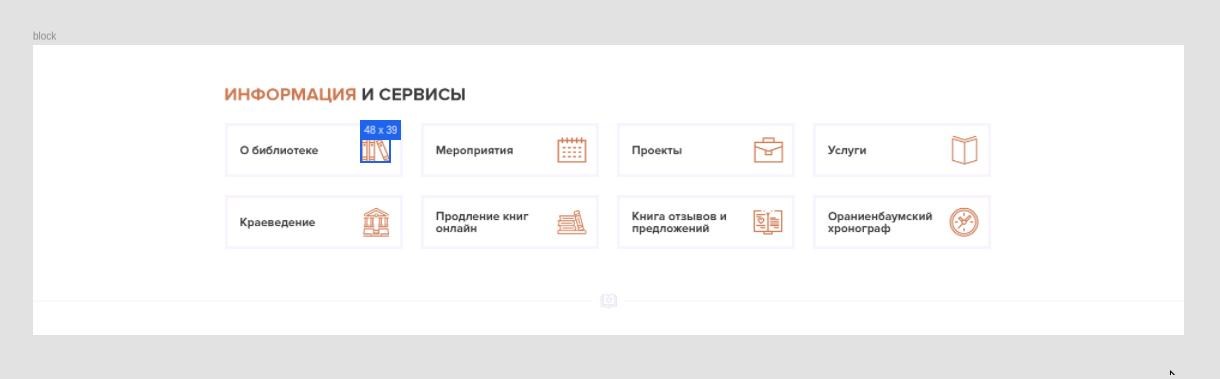 block
ИНФОРМАЦИЯ И СЕРВИСЫ
48 x 39
О библиотеке
Мероприятия
Проекты
Услуги
Краеведение
Продление книг
онлайн
Книга отзывов и
предложений
Ораниенбаумский
хронограф